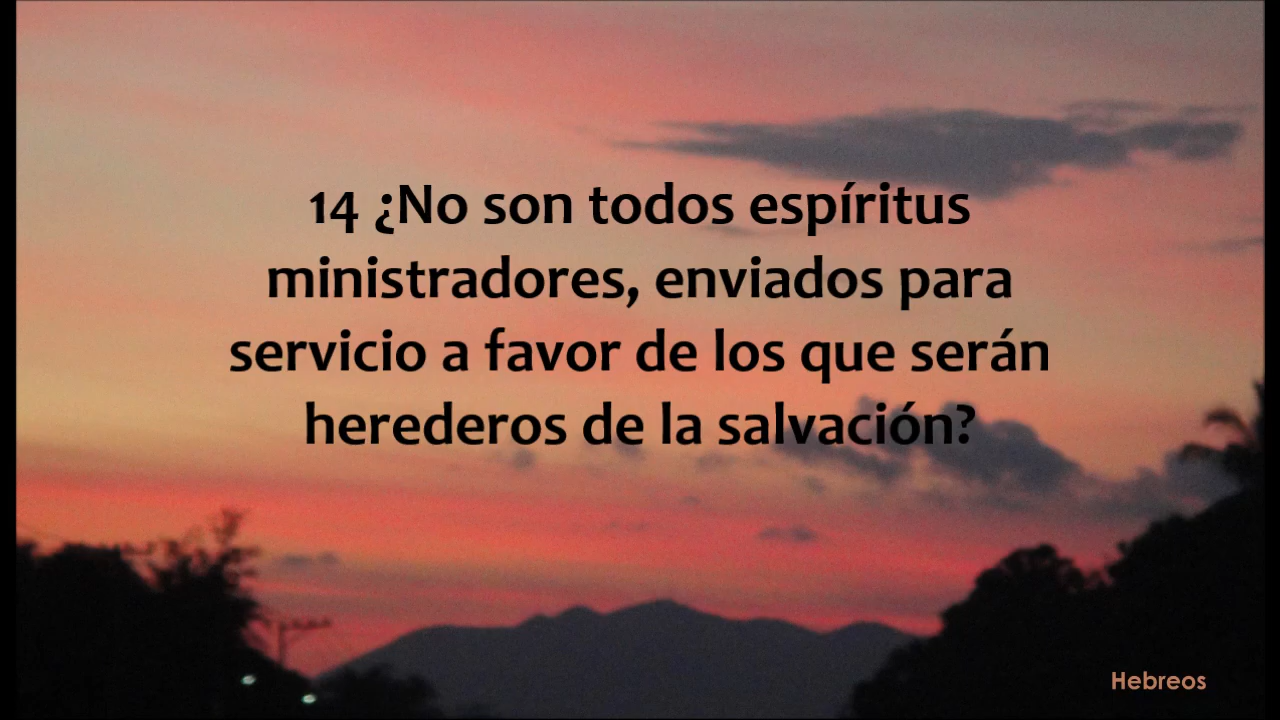 14 ¿No son todos espíritus
ministradores, enviados para
servicio a favor de los que serán
herederos de la salvación?
Hebreos